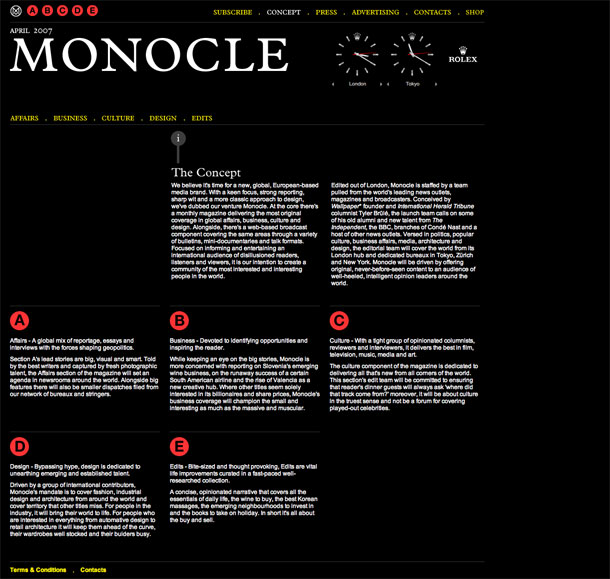 A B C D E
SUBSCRIBE . CONCEPT . PRESS . ADVERTISING . CONTACTS . SHOP
APRIL 2007
MONOCLE
London
Tokyo
ROLEX
AFFAIRS . BUSINESS . CULTURE . DESIGN . EDITS
i
The Concept
We believe it's time for a new, global, European-based
media brand. With a keen focus, strong reporting,
sharp wit and a more classic approach to design,
we've dubbed our venture Monocle. At the core there's
a monthly magazine delivering the most original
coverage in global affairs, business, culture and
design. Alongside, there's a web-based broadcast
component covering the same areas through a variety
of bulletins, mini-documentaries and talk formats.
Focused on informing and entertaining an
international audience of disillusioned readers,
listeners and viewers, it is our intention to create a
community of the most interested and interesting
people in the world.
Edited out of London, Monocle is staffed by a team
pulled from the world's leading news outlets,
magazines and broadcasters. Conceived by
Wallpaper* founder and International Herald Tribune
columnist Tyler Brûlé, the launch team calls on some
of his old alumni and new talent from The
Independent, the BBC, branches of Condé Nast and a
host of other news outlets. Versed in politics, popular
culture, business affairs, media, architecture and
design, the editorial team will cover the world from its
London hub and dedicated bureaux in Tokyo, Zürich
and New York. Monocle will be driven by offering
original, never-before-seen content to an audience of
well-heeled, intelligent opinion leaders around the
world.
A
Affairs - A global mix of reportage, essays and
interviews with the forces shaping geopolitics.
Section A's lead stories are big, visual and smart. Told
by the best writers and captured by fresh photographic
talent, the Affairs section of the magazine will set an
agenda in newsrooms around the world. Alongside big
features there will also be smaller dispatches filed from
our network of bureaux and stringers.
B
Business - Devoted to identifying opportunities and
inspiring the reader.
While keeping an eye on the big stories, Monocle is
more concerned with reporting on Slovenia's emerging
wine business, on the runaway success of a certain
South American airline and the rise of Valencia as a
new creative hub. Where other titles seem solely
interested in its billionaires and share prices, Monocle's
business coverage will champion the small and
interesting as much as the massive and muscular.
C
Culture - With a tight group of opinionated columnists,
reviewers and interviewers, it delivers the best in film,
television, music, media and art.
The culture component of the magazine is dedicated to
delivering all that's new from all corners of the world.
This section's edit team will be committed to ensuring
that reader's dinner guests will always ask 'where did
that track come from?' moreover, it will be about culture
in the truest sense and not be a forum for covering
played-out celebrities.
D
Design - Bypassing hype, design is dedicated to
unearthing emerging and established talent.
Driven by a group of international contributors,
Monocle's mandate is to cover fashion, industrial
design and architecture from around the world and
cover territory that other titles miss. For people in the
industry, it will bring their world to life. For people who
are interested in everything from automotive design to
retail architecture it will keep them ahead of the curve,
their wardrobes well stocked and their builders busy.
E
Edits - Bite-sized and thought provoking, Edits are vital
life improvements curated in a fast-paced well-
researched collection.
A concise, opinionated narrative that covers all the
essentials of daily life, the wine to buy, the best Korean
massages, the emerging neighbourhoods to invest in
and the books to take on holiday. In short it's all about
the buy and sell.
Terms & Conditions . Contacts